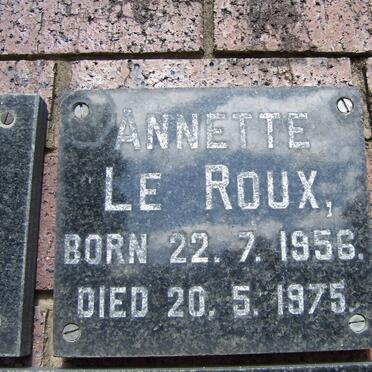 ANNETTE
LE ROUX,
BORN 22. 7. 1956.
DIED 20. 5. 1975